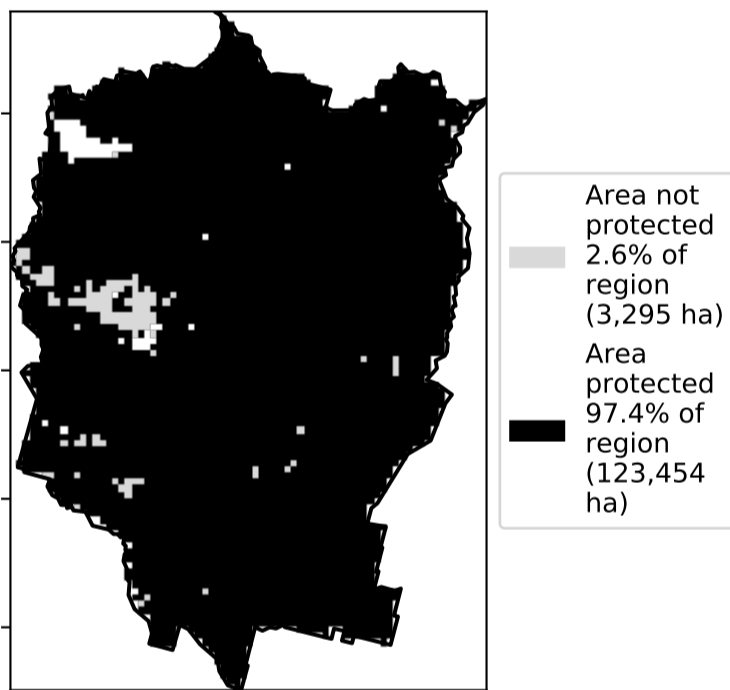 Area not
protected
2.6% of
region
(3,295 ha)
Area
protected
97.4% of
region
(123,454
ha)